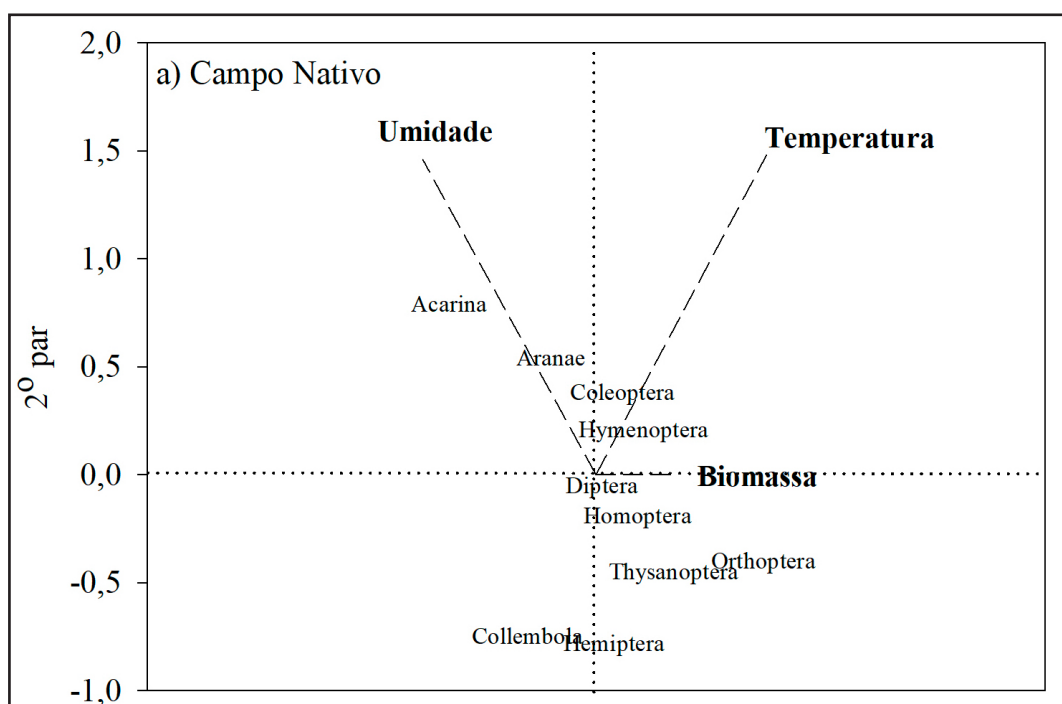 2,0
a) Campo Nativo
Umidade
Temperatura
1,5
1,0
Acarina
Aranae
0,5
Coleoptera
Hymenoptera
2º par
0,0
Biomassa
Diptera
Homoptera
Orthoptera
Thysanoptera
-0,5
Collembola
Hemiptera
-1,0